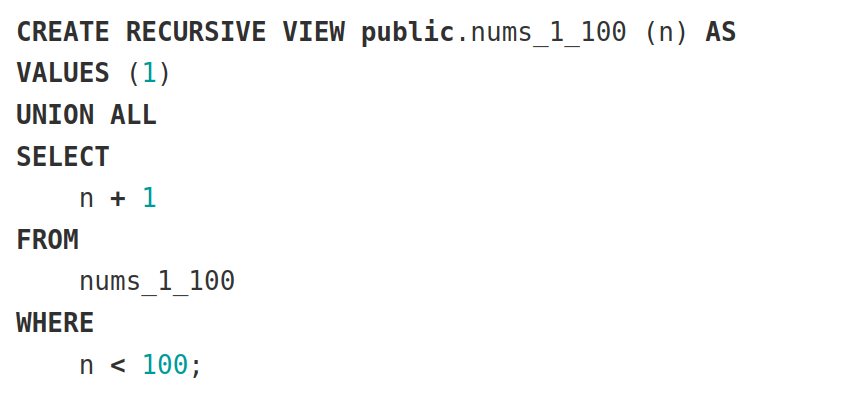 CREATE RECURSIVE VIEW public.nums_1_100 (n) AS
VALUES (1)
UNION ALL
SELECT
    n + 1
FROM
    nums_1_100
WHERE
    n < 100;